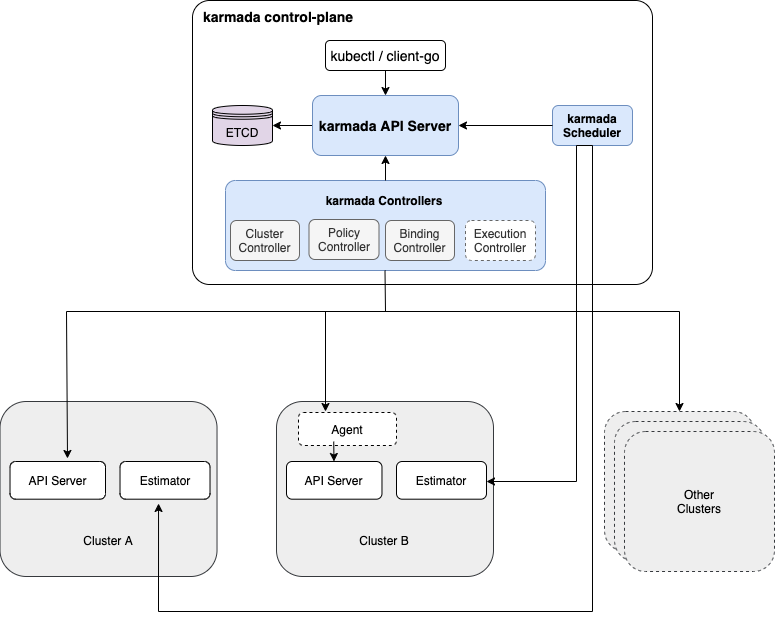 karmada control-plane
kubectl / client-go
karmada API Server
ETCD
karmada
Scheduler
karmada Controllers
Cluster
Controller
Policy
Controller
Binding
Controller
Execution
Controller
API Server
Estimator
Cluster A
Agent
API Server
Estimator
Cluster B
Other
Clusters